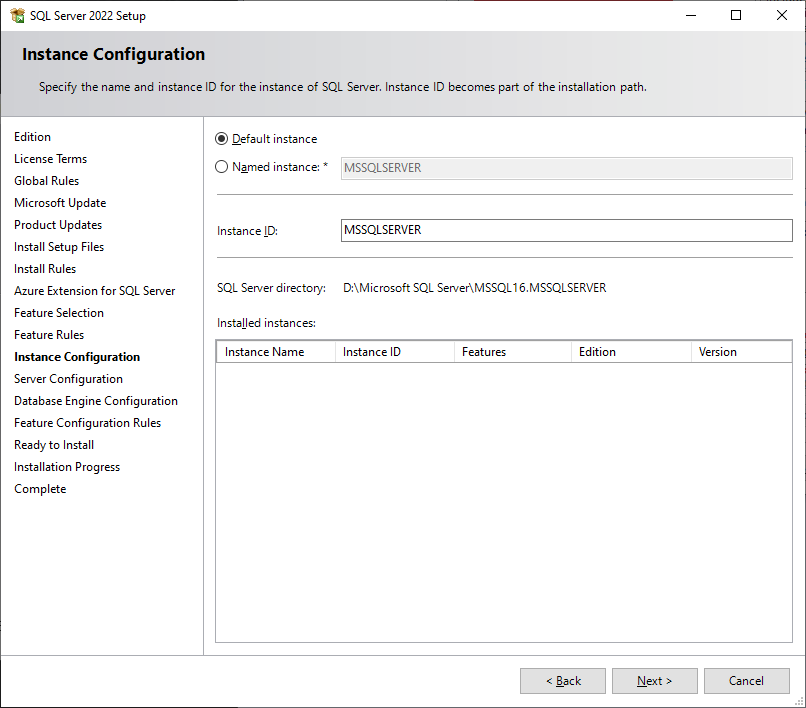 SQL Server 2022 Setup
Instance Configuration
Specify the name and instance ID for the instance of SQL Server. Instance ID becomes part of the installation path.
Edition
License Terms
Global Rules
Microsoft Update
Product Updates
Install Setup Files
Install Rules
Azure Extension for SQL Server
Feature Selection
Feature Rules
Instance Configuration
Server Configuration
Database Engine Configuration
Feature Configuration Rules
Ready to Install
Installation Progress
Complete
Default instance
Named instance: * MSSQLSERVER
Instance ID: MSSQLSERVER
SQL Server directory: D:\Microsoft SQL Server\MSSQL16.MSSQLSERVER
Installed instances:
Instance Name Instance ID Features Edition Version
< Back Next > Cancel